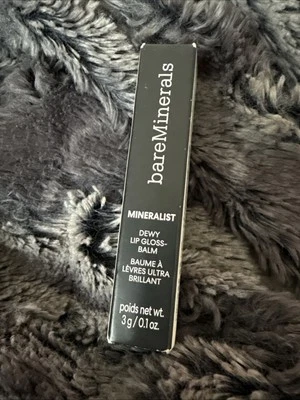 bareMinerals
MINERALIST
DEWY
LIP GLOSS-
BALM
BAUME À
LÈVRES ULTRA
BRILLANT
poids net wt.
3 g / 0.1 oz.